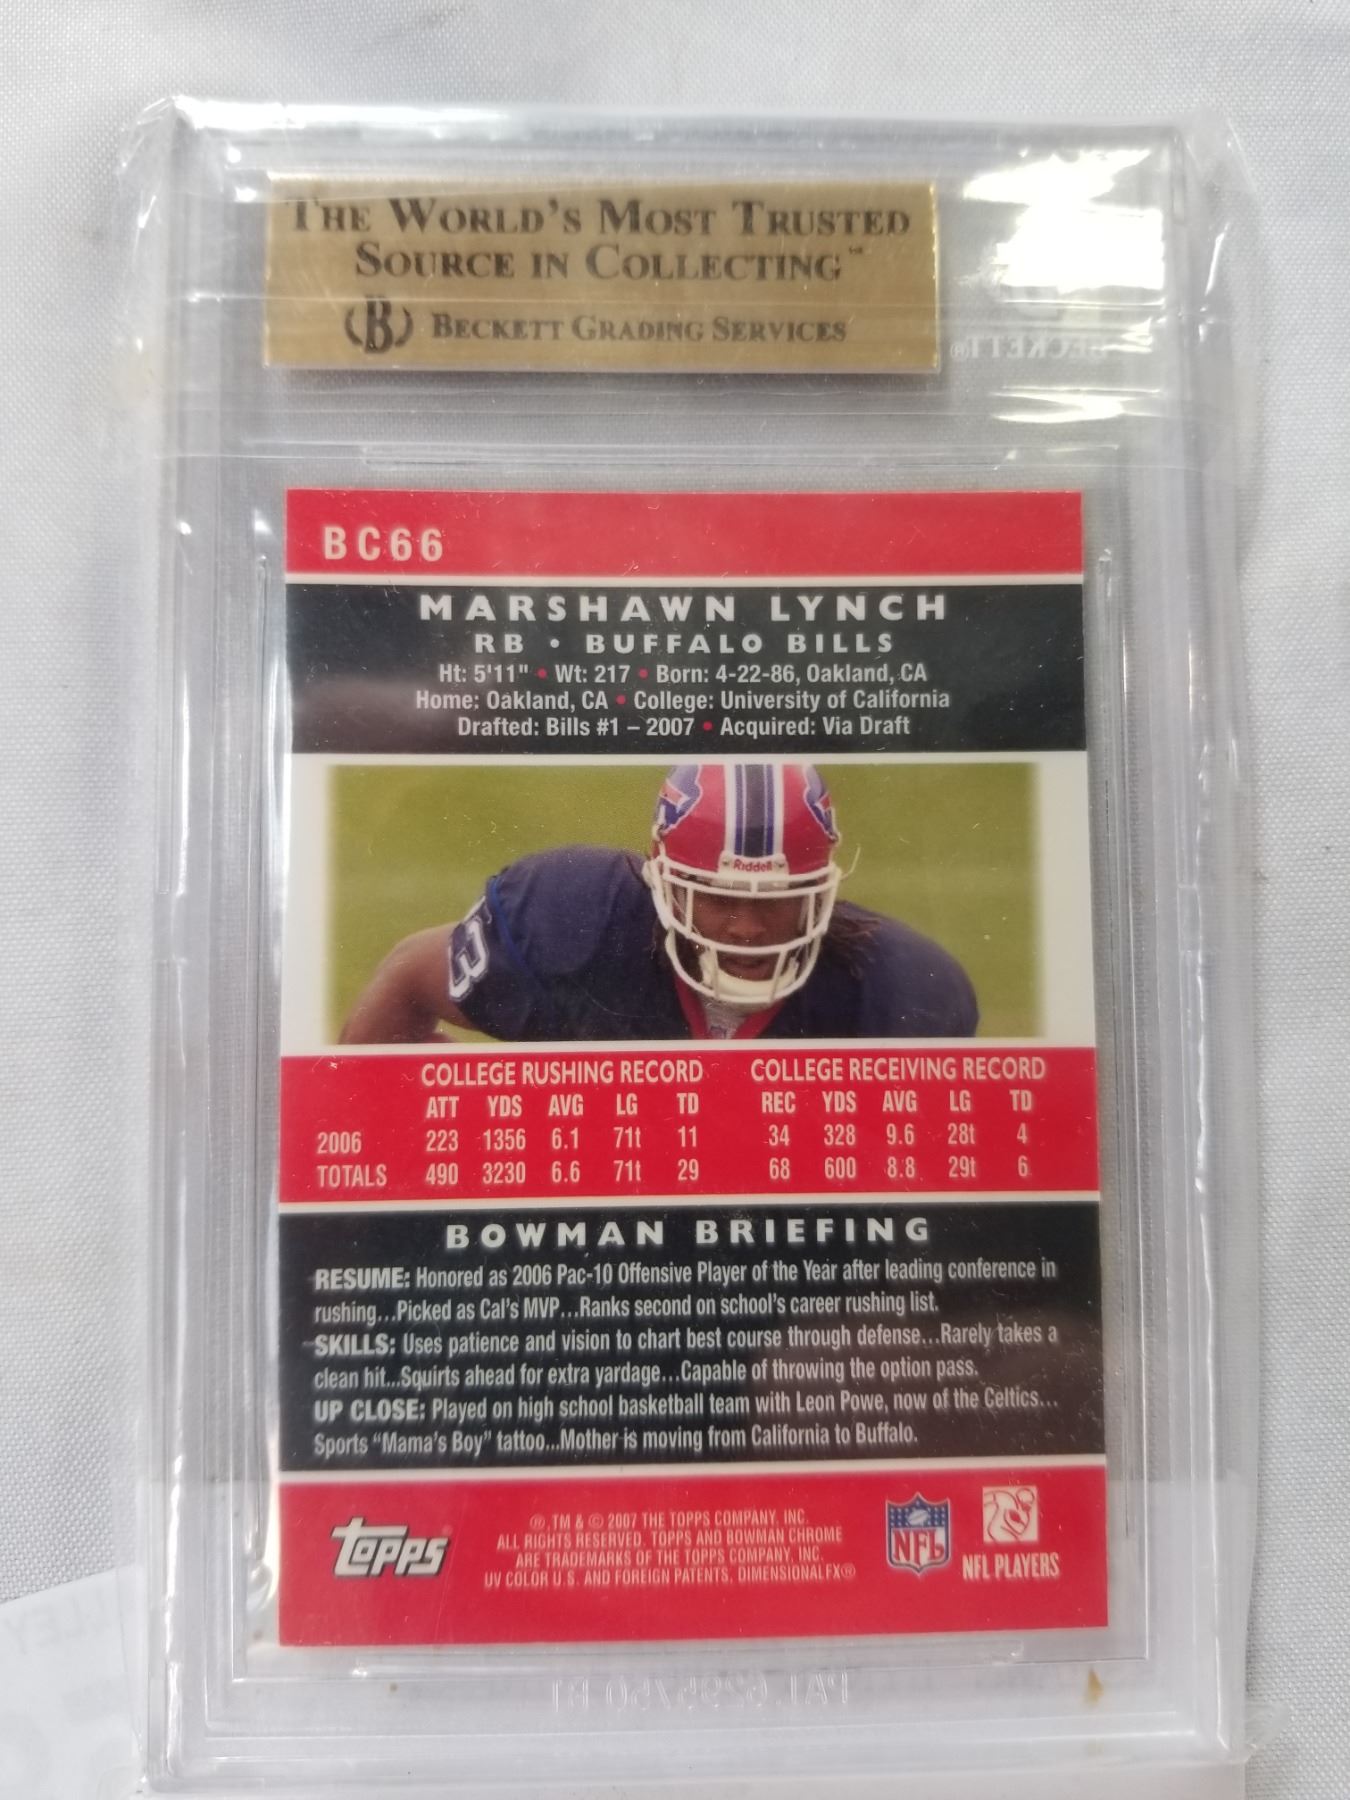 THE WORLD'S MOST TRUSTED
SOURCE IN COLLECTING™
B BECKETT GRADING SERVICES
BECKETT®
BC66
MARSHAWN LYNCH
RB • BUFFALO BILLS
Ht: 5'11" • Wt: 217 • Born: 4-22-86, Oakland, CA
Home: Oakland, CA • College: University of California
Drafted: Bills #1 – 2007 • Acquired: Via Draft
Riddell
COLLEGE RUSHING RECORD COLLEGE RECEIVING RECORD
ATT YDS AVG LG TD REC YDS AVG LG TD
2006 223 1356 6.1 71t 11 34 328 9.6 28t 4
TOTALS 490 3230 6.6 71t 29 68 600 8.8 29t 6
BOWMAN BRIEFING
RESUME: Honored as 2006 Pac-10 Offensive Player of the Year after leading conference in
rushing...Picked as Cal's MVP...Ranks second on school's career rushing list.
SKILLS: Uses patience and vision to chart best course through defense...Rarely takes a
clean hit...Squirts ahead for extra yardage...Capable of throwing the option pass.
UP CLOSE: Played on high school basketball team with Leon Powe, now of the Celtics...
Sports "Mama's Boy" tattoo...Mother is moving from California to Buffalo.
topps
®, TM & © 2007 THE TOPPS COMPANY, INC.
ALL RIGHTS RESERVED. TOPPS AND BOWMAN CHROME
ARE TRADEMARKS OF THE TOPPS COMPANY, INC.
UV COLOR U.S. AND FOREIGN PATENTS, DIMENSIONALFX®
NFL
NFL PLAYERS